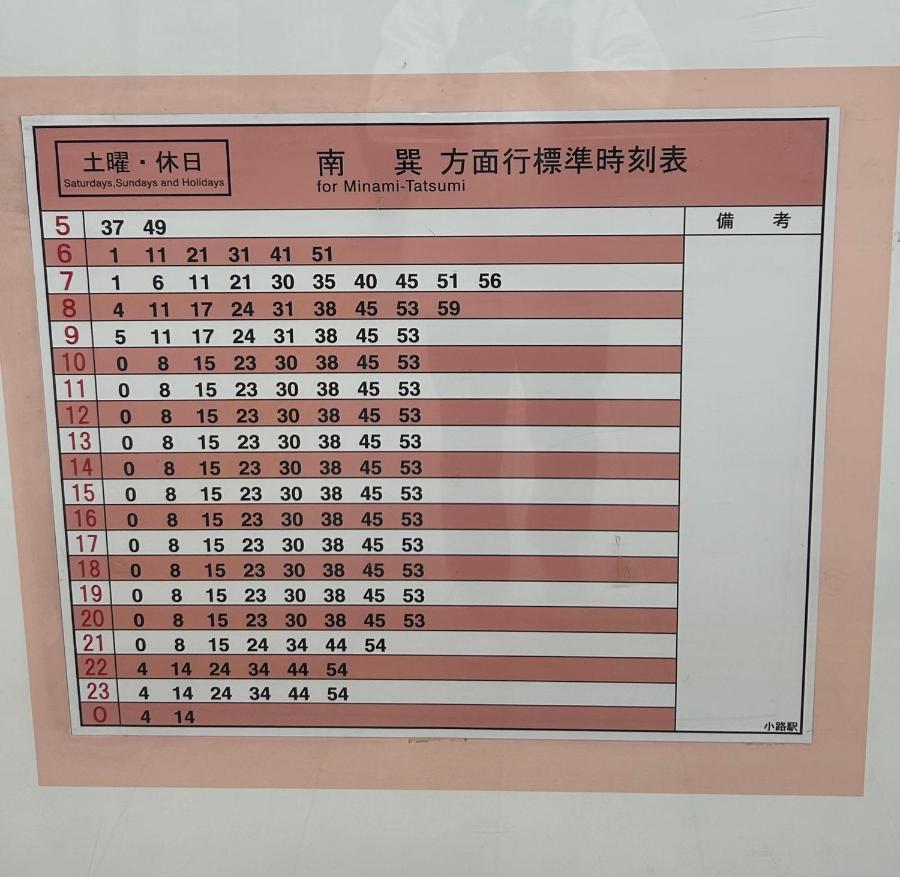 土曜・休日
Saturdays,Sundays and Holidays
南 巽 方面行標準時刻表
for Minami-Tatsumi
備 考
5 37 49
6 1 11 21 31 41 51
7 1 6 11 21 30 35 40 45 51 56
8 4 11 17 24 31 38 45 53 59
9 5 11 17 24 31 38 45 53
10 0 8 15 23 30 38 45 53
11 0 8 15 23 30 38 45 53
12 0 8 15 23 30 38 45 53
13 0 8 15 23 30 38 45 53
14 0 8 15 23 30 38 45 53
15 0 8 15 23 30 38 45 53
16 0 8 15 23 30 38 45 53
17 0 8 15 23 30 38 45 53
18 0 8 15 23 30 38 45 53
19 0 8 15 23 30 38 45 53
20 0 8 15 23 30 38 45 53
21 0 8 15 24 34 44 54
22 4 14 24 34 44 54
23 4 14 24 34 44 54
0 4 14
小路駅